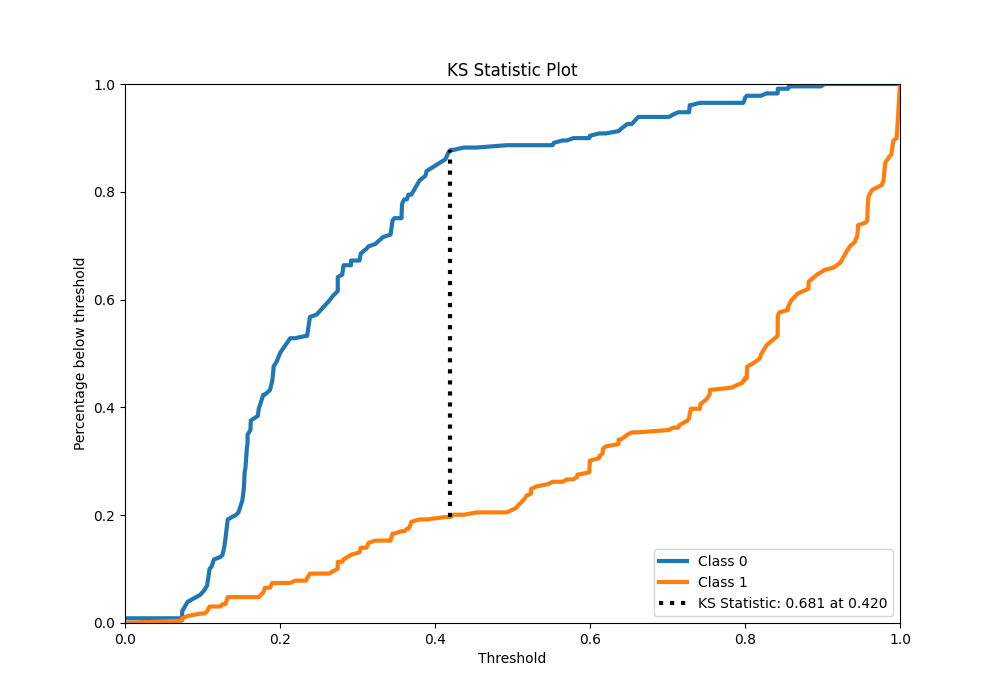 KS Statistic Plot
1.0
0.8
0.6
0.4
0.2
0.0
Percentage below threshold
0.0 0.2 0.4 0.6 0.8 1.0
Threshold
Class 0
Class 1
KS Statistic: 0.681 at 0.420